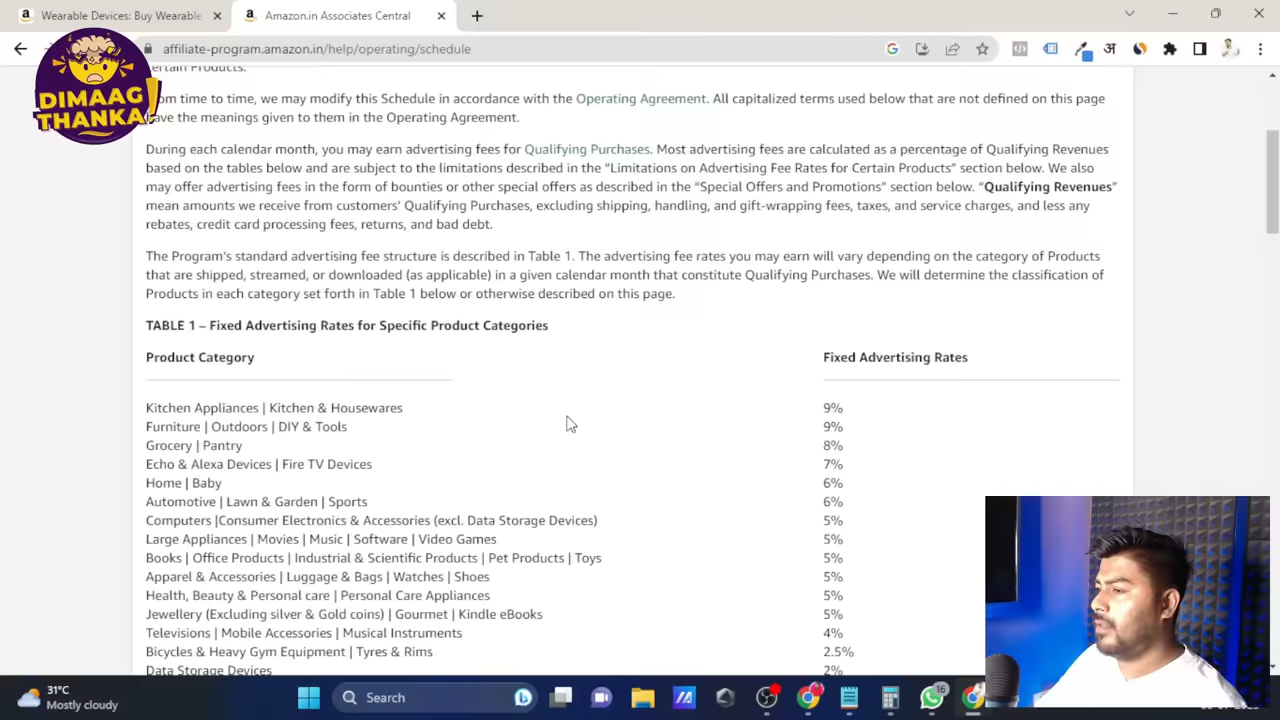 Wearable Devices: Buy Wearable
Amazon.in Associates Central
affiliate-program.amazon.in/help/operating/schedule
DIMAAG
THANKA!
ertain Products.
om time to time, we may modify this Schedule in accordance with the Operating Agreement. All capitalized terms used below that are not defined on this page
ave the meanings given to them in the Operating Agreement.
During each calendar month, you may earn advertising fees for Qualifying Purchases. Most advertising fees are calculated as a percentage of Qualifying Revenues
based on the tables below and are subject to the limitations described in the “Limitations on Advertising Fee Rates for Certain Products” section below. We also
may offer advertising fees in the form of bounties or other special offers as described in the “Special Offers and Promotions” section below. “Qualifying Revenues”
mean amounts we receive from customers’ Qualifying Purchases, excluding shipping, handling, and gift-wrapping fees, taxes, and service charges, and less any
rebates, credit card processing fees, returns, and bad debt.
The Program’s standard advertising fee structure is described in Table 1. The advertising fee rates you may earn will vary depending on the category of Products
that are shipped, streamed, or downloaded (as applicable) in a given calendar month that constitute Qualifying Purchases. We will determine the classification of
Products in each category set forth in Table 1 below or otherwise described on this page.
TABLE 1 – Fixed Advertising Rates for Specific Product Categories
Product Category Fixed Advertising Rates
Kitchen Appliances | Kitchen & Housewares 9%
Furniture | Outdoors | DIY & Tools 9%
Grocery | Pantry 8%
Echo & Alexa Devices | Fire TV Devices 7%
Home | Baby 6%
Automotive | Lawn & Garden | Sports 6%
Computers |Consumer Electronics & Accessories (excl. Data Storage Devices) 5%
Large Appliances | Movies | Music | Software | Video Games 5%
Books | Office Products | Industrial & Scientific Products | Pet Products | Toys 5%
Apparel & Accessories | Luggage & Bags | Watches | Shoes 5%
Health, Beauty & Personal care | Personal Care Appliances 5%
Jewellery (Excluding silver & Gold coins) | Gourmet | Kindle eBooks 5%
Televisions | Mobile Accessories | Musical Instruments 4%
Bicycles & Heavy Gym Equipment | Tyres & Rims 2.5%
Data Storage Devices 2%
31°C
Mostly cloudy
Search
16